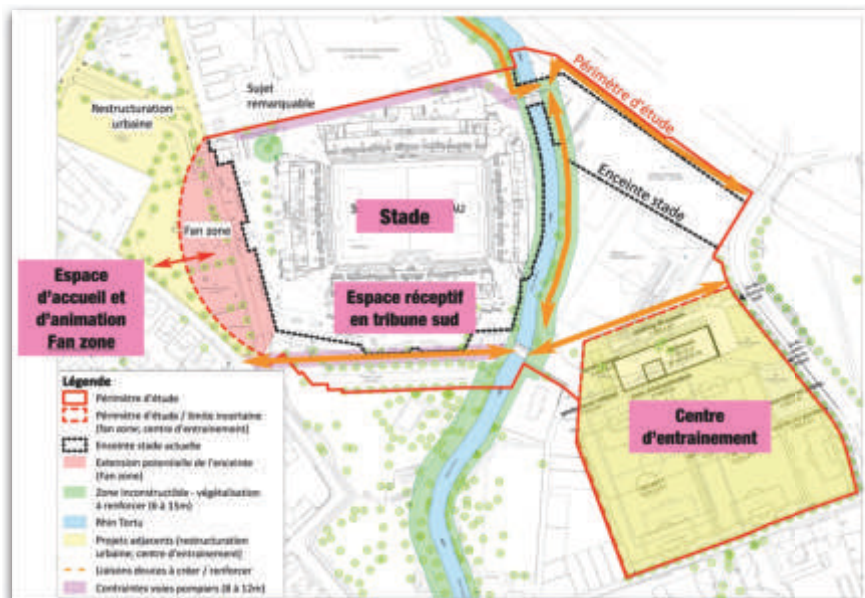 Restructuration
urbaine
Sujet
remarquable
Périmètre d'étude
Enceinte stade
Stade
AU
Fan zone
Espace
d'accueil et
d'animation
Fan zone
Espace réceptif
en tribune sud
Centre
d'entrainement
Légende
Périmètre d'étude
Périmètre d'étude / limite incertaine
(fan zone, centre d'entrainement)
Enceinte stade actuelle
Extension potentielle de l'enceinte
(Fan zone)
Zone inconstructible - végétalisation
à renforcer (6 à 15m)
Rhin Tortu
Projets adjacents (restructuration
urbaine, centre d'entrainement)
Liaisons douces à créer / renforcer
Contraintes voies pompiers (8 à 12m)